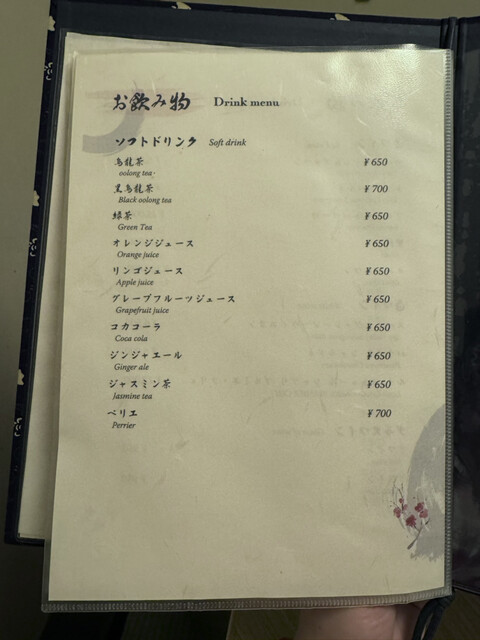 お飲み物 Drink menu
ソフトドリンク Soft drink
烏龍茶 ¥650
oolong tea
黒烏龍茶 ¥700
Black oolong tea
緑茶 ¥650
Green Tea
オレンジジュース ¥650
Orange juice
リンゴジュース ¥650
Apple juice
グレープフルーツジュース ¥650
Grapefruit juice
コカコーラ ¥650
Coca cola
ジンジャエール ¥650
Ginger ale
ジャスミン茶 ¥650
Jasmine tea
ペリエ ¥700
Perrier